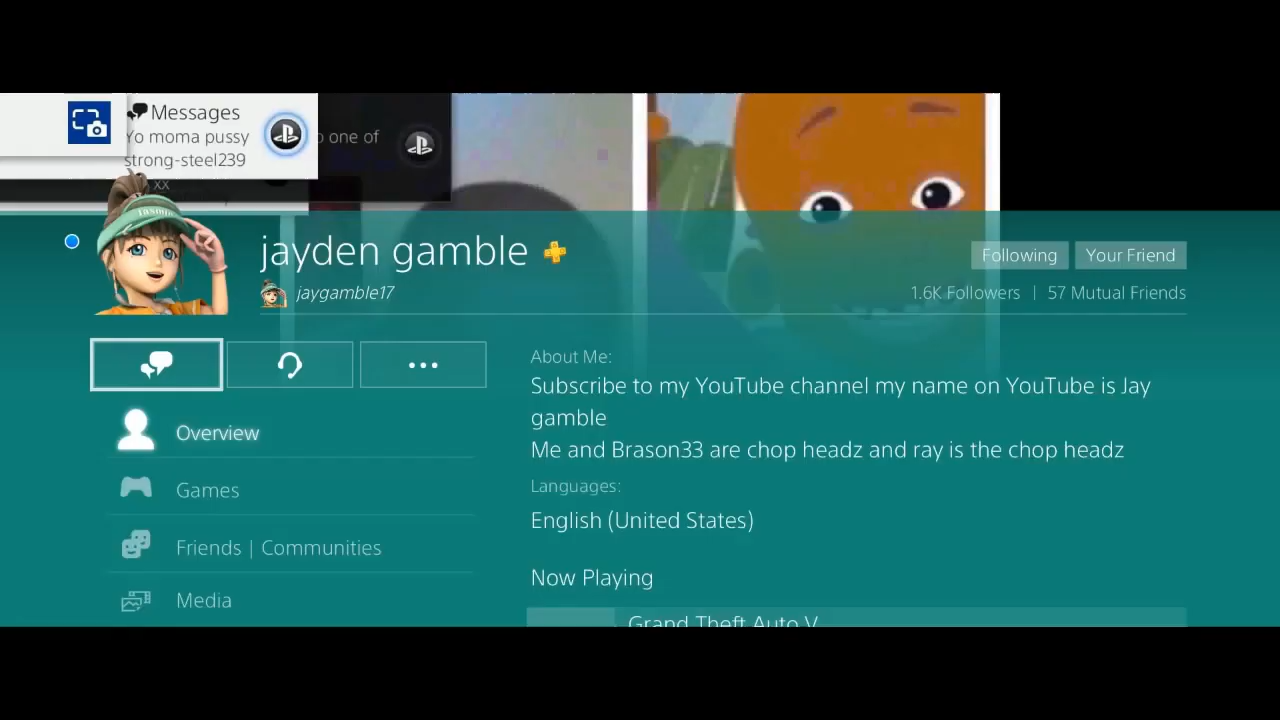 Messages
Yo moma pussy
one of
strong-steel239
xx
jayden gamble
Following
Your Friend
jaygamble17
1.6K Followers | 57 Mutual Friends
About Me:
Subscribe to my YouTube channel my name on YouTube is Jay
gamble
Me and Brason33 are chop headz and ray is the chop headz
Overview
Languages:
Games
English (United States)
Friends | Communities
Now Playing
Media
Grand Theft Auto V